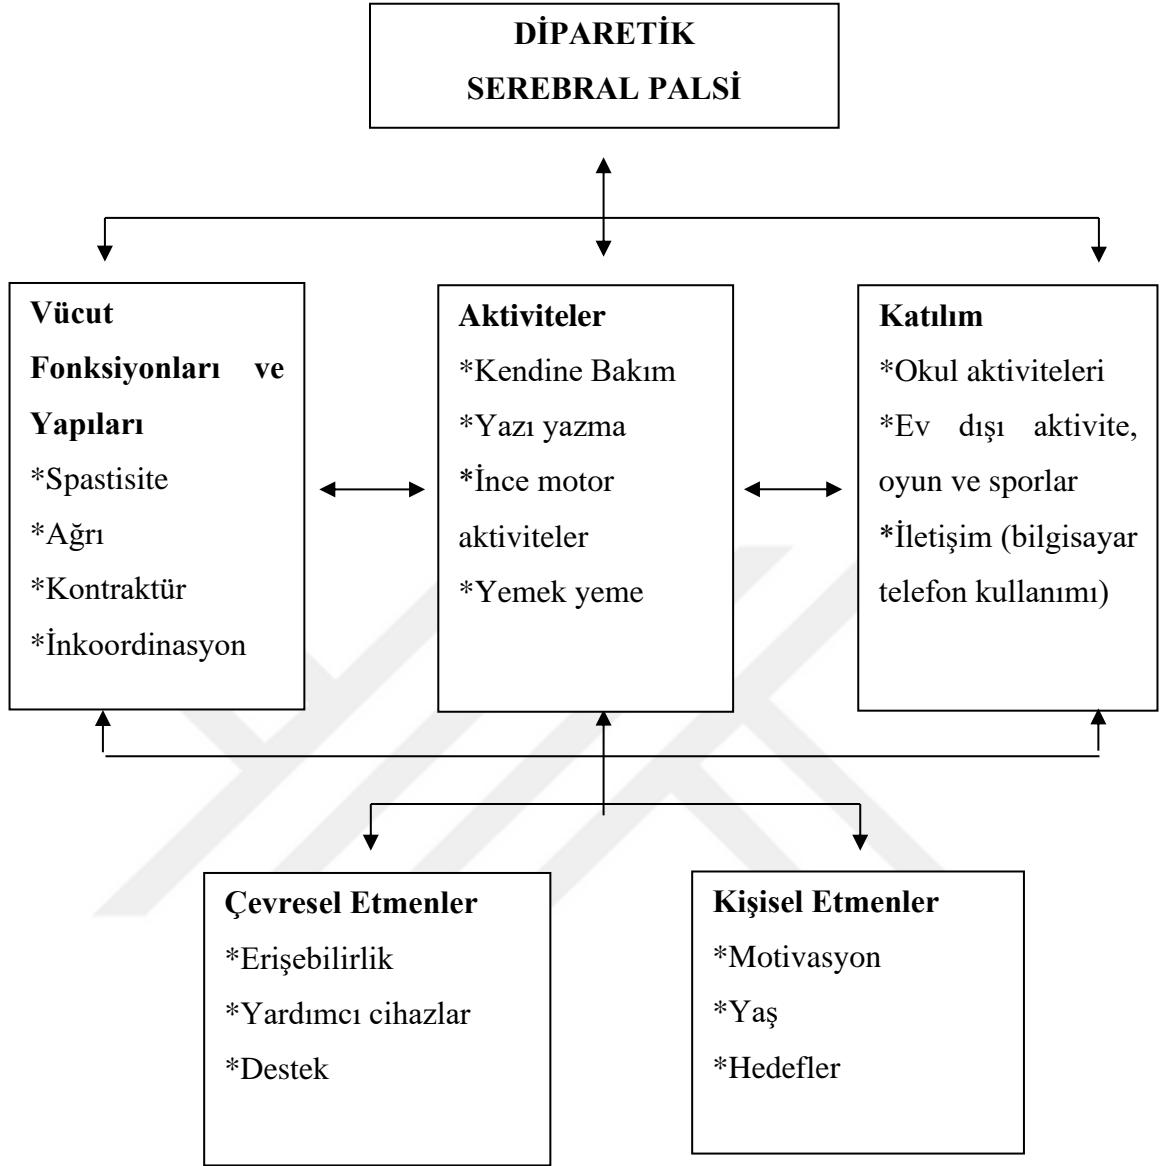 DİPARETİK
SEREBRAL PALSİ
Vücut
Fonksiyonları ve
Yapıları
*Spastisite
*Ağrı
*Kontraktür
*İnkoordinasyon
Aktiviteler
*Kendine Bakım
*Yazı yazma
*İnce motor
aktiviteler
*Yemek yeme
Katılım
*Okul aktiviteleri
*Ev dışı aktivite,
oyun ve sporlar
*İletişim (bilgisayar
telefon kullanımı)
Çevresel Etmenler
*Erişebilirlik
*Yardımcı cihazlar
*Destek
Kişisel Etmenler
*Motivasyon
*Yaş
*Hedefler